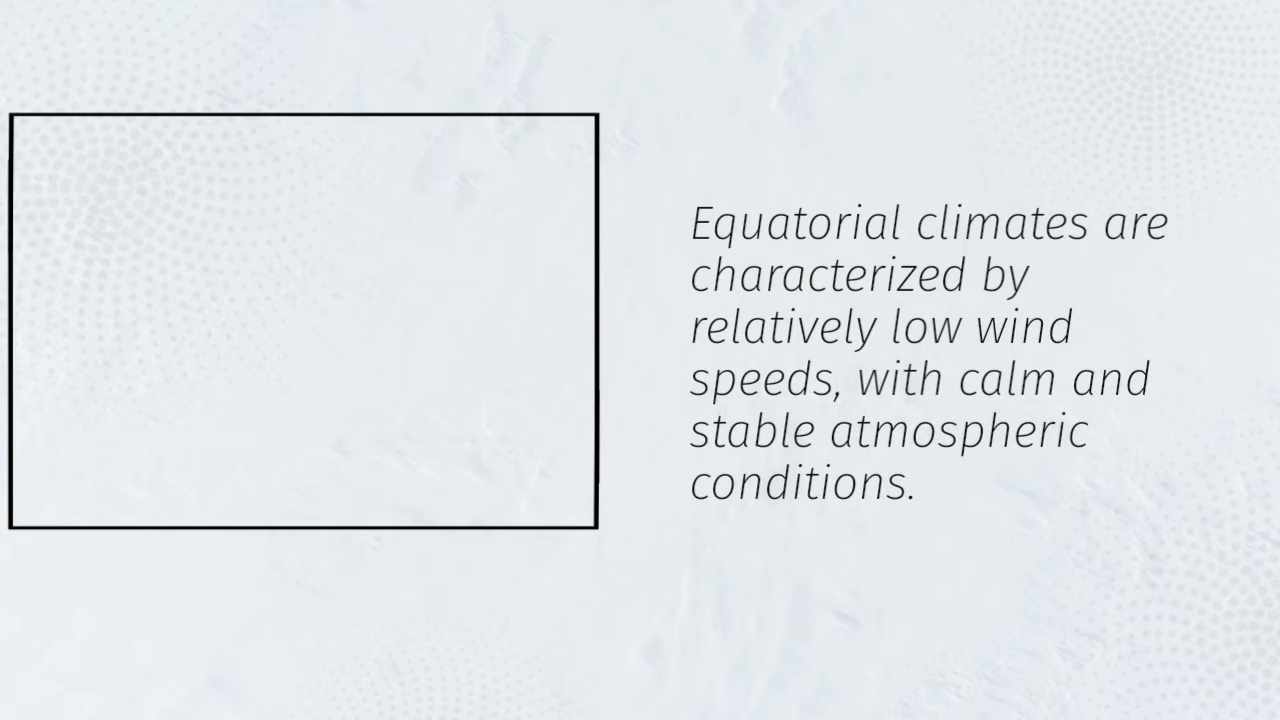 Equatorial climates are
characterized by
relatively low wind
speeds, with calm and
stable atmospheric
conditions.